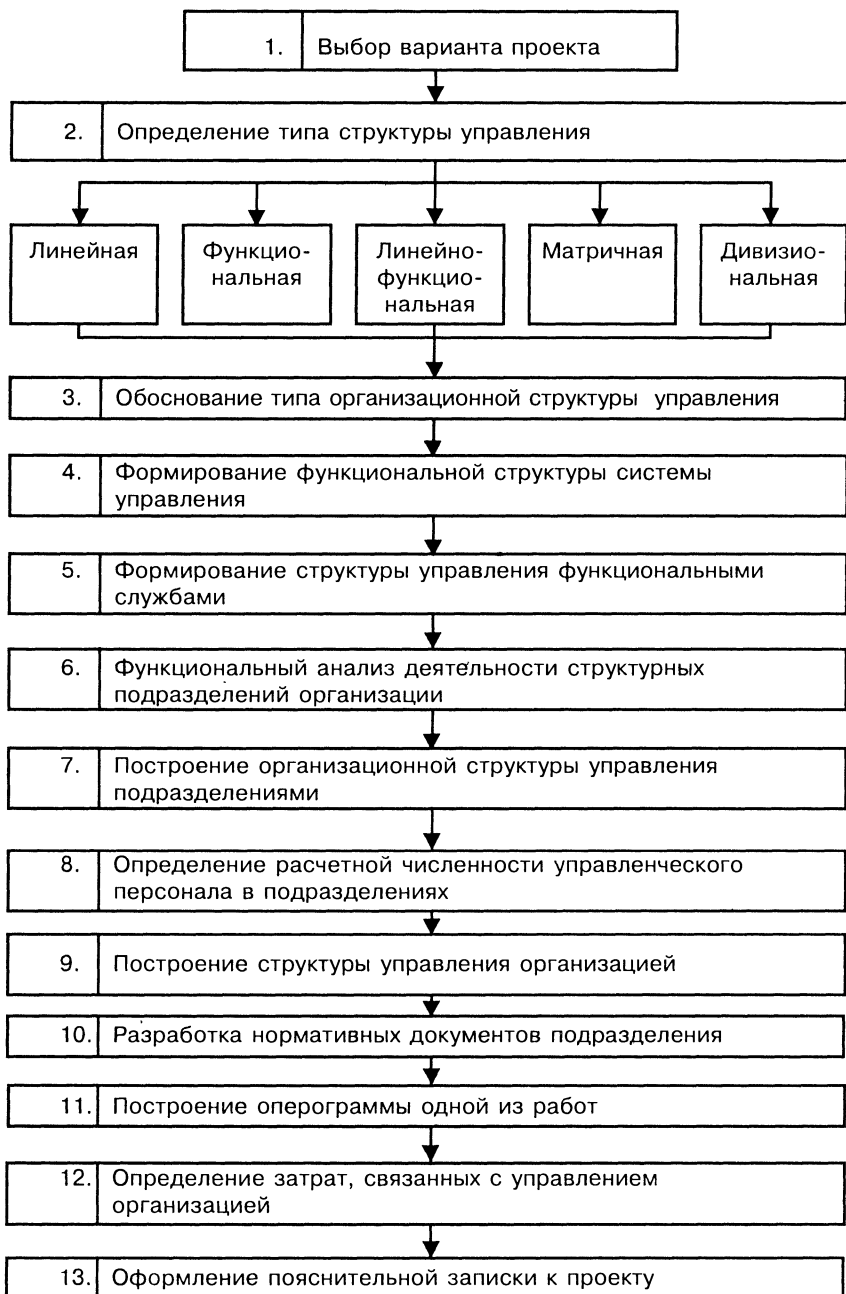 1. Выбор варианта проекта
2. Определение типа структуры управления
Линейная
Функцио-
нальная
Линейно-
функцио-
нальная
Матричная
Дивизио-
нальная
3. Обоснование типа организационной структуры управления
4. Формирование функциональной структуры системы
управления
5. Формирование структуры управления функциональными
службами
6. Функциональный анализ деятельности структурных
подразделений организации
7. Построение организационной структуры управления
подразделениями
8. Определение расчетной численности управленческого
персонала в подразделениях
9. Построение структуры управления организацией
10. Разработка нормативных документов подразделения
11. Построение оперограммы одной из работ
12. Определение затрат, связанных с управлением
организацией
13. Оформление пояснительной записки к проекту